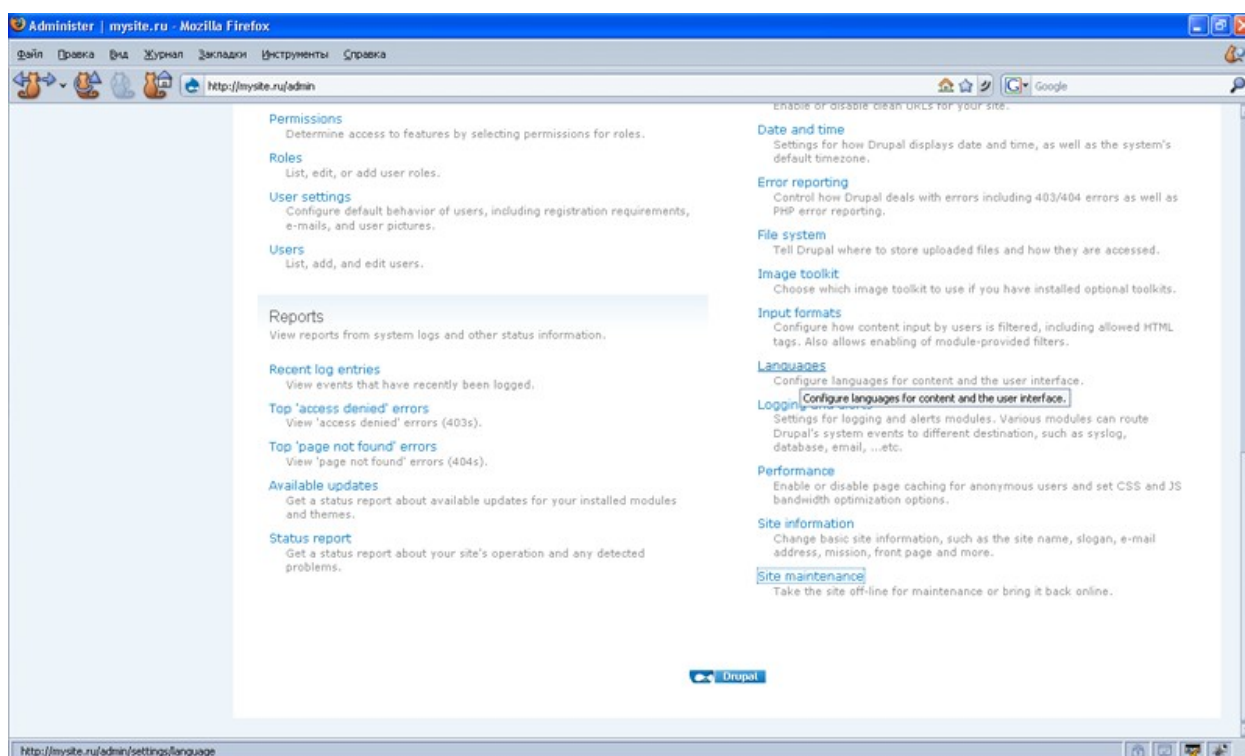 Administer | mysite.ru - Mozilla Firefox
Файл Правка Вид Журнал Закладки Инструменты Справка
http://mysite.ru/admin
Google
Permissions
Determine access to features by selecting permissions for roles.
Roles
List, edit, or add user roles.
User settings
Configure default behavior of users, including registration requirements,
e-mails, and user pictures.
Users
List, add, and edit users.
Reports
View reports from system logs and other status information.
Recent log entries
View events that have recently been logged.
Top 'access denied' errors
View 'access denied' errors (403s).
Top 'page not found' errors
View 'page not found' errors (404s).
Available updates
Get a status report about available updates for your installed modules
and themes.
Status report
Get a status report about your site's operation and any detected
problems.
Enable or disable clean URLs for your site.
Date and time
Settings for how Drupal displays date and time, as well as the system's
default timezone.
Error reporting
Control how Drupal deals with errors including 403/404 errors as well as
PHP error reporting.
File system
Tell Drupal where to store uploaded files and how they are accessed.
Image toolkit
Choose which image toolkit to use if you have installed optional toolkits.
Input formats
Configure how content input by users is filtered, including allowed HTML
tags. Also allows enabling of module-provided filters.
Languages
Configure languages for content and the user interface.
Configure languages for content and the user interface.
Logging and alerts
Settings for logging and alerts modules. Various modules can route
Drupal's system events to different destination, such as syslog,
database, email, ...etc.
Performance
Enable or disable page caching for anonymous users and set CSS and JS
bandwidth optimization options.
Site information
Change basic site information, such as the site name, slogan, e-mail
address, mission, front page and more.
Site maintenance
Take the site off-line for maintenance or bring it back online.
Drupal
http://mysite.ru/admin/settings/language